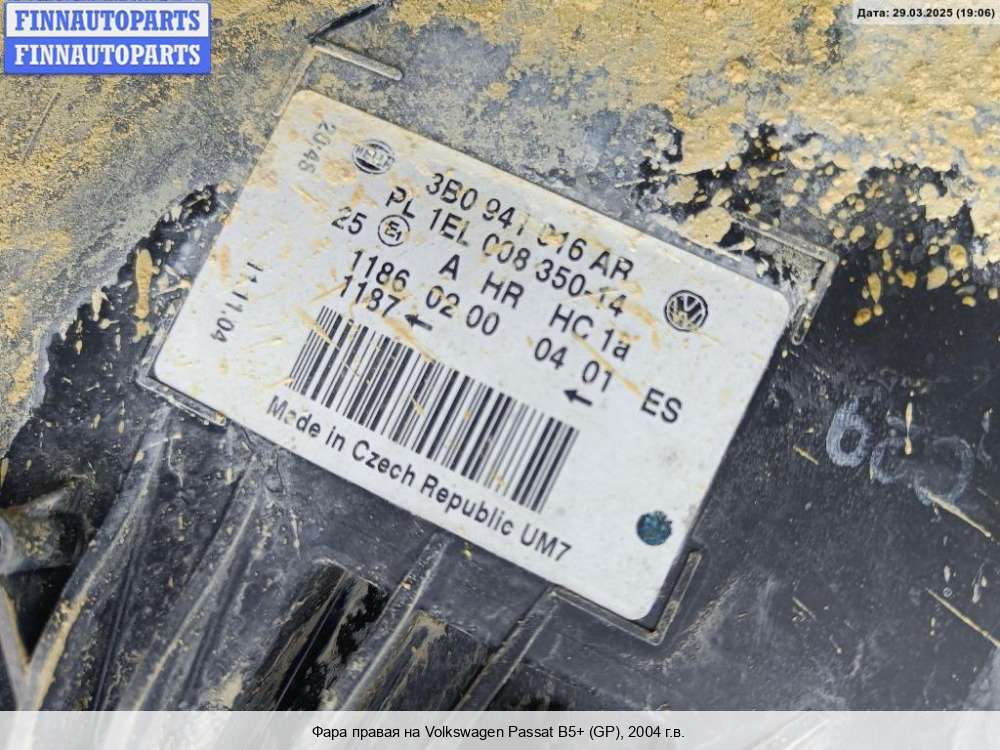 FINNAUTOPARTS
FINNAUTOPARTS
Дата: 29.03.2025 (19:06)
20:46
3B0 941 016 AR
PL 1EL 008 350-14
25 E1 A HR HC 1a
1186 0200 04 01 ES
1187
11.11.04
Made in Czech Republic UM7
Фара правая на Volkswagen Passat B5+ (GP), 2004 г.в.